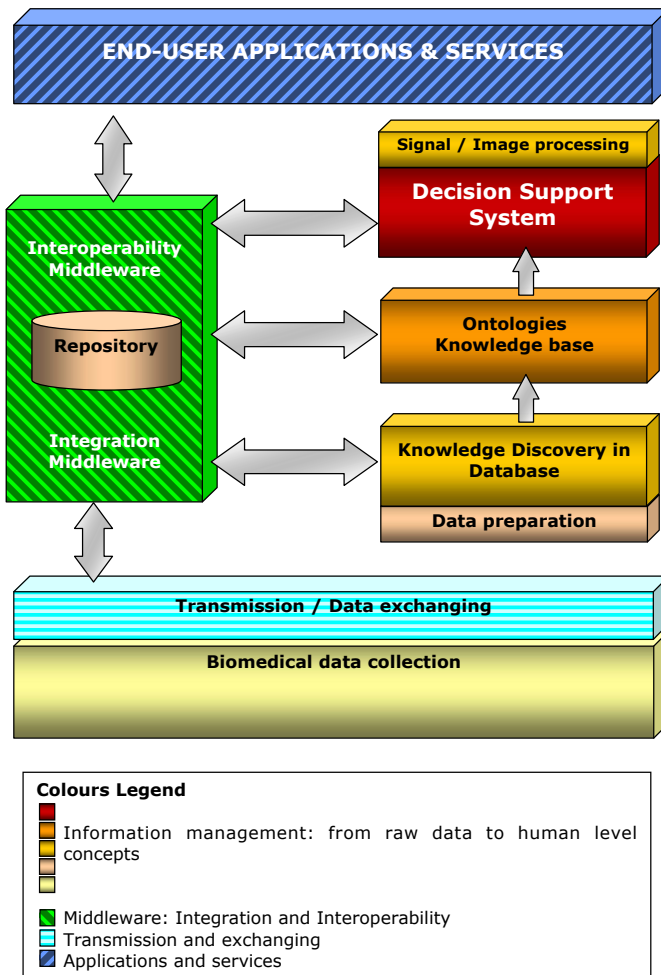 END-USER APPLICATIONS & SERVICES
Signal / Image processing
Decision Support
System
Interoperability
Middleware
Repository
Integration
Middleware
Ontologies
Knowledge base
Knowledge Discovery in
Database
Data preparation
Transmission / Data exchanging
Biomedical data collection
Colours Legend
Information management: from raw data to human level
concepts
Middleware: Integration and Interoperability
Transmission and exchanging
Applications and services